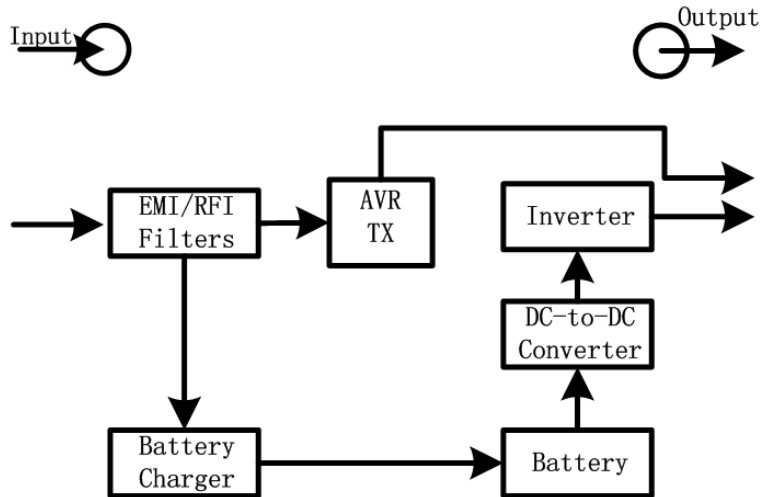 Input
Output
EMI/RFI
Filters
AVR
TX
Inverter
DC-to-DC
Converter
Battery
Charger
Battery